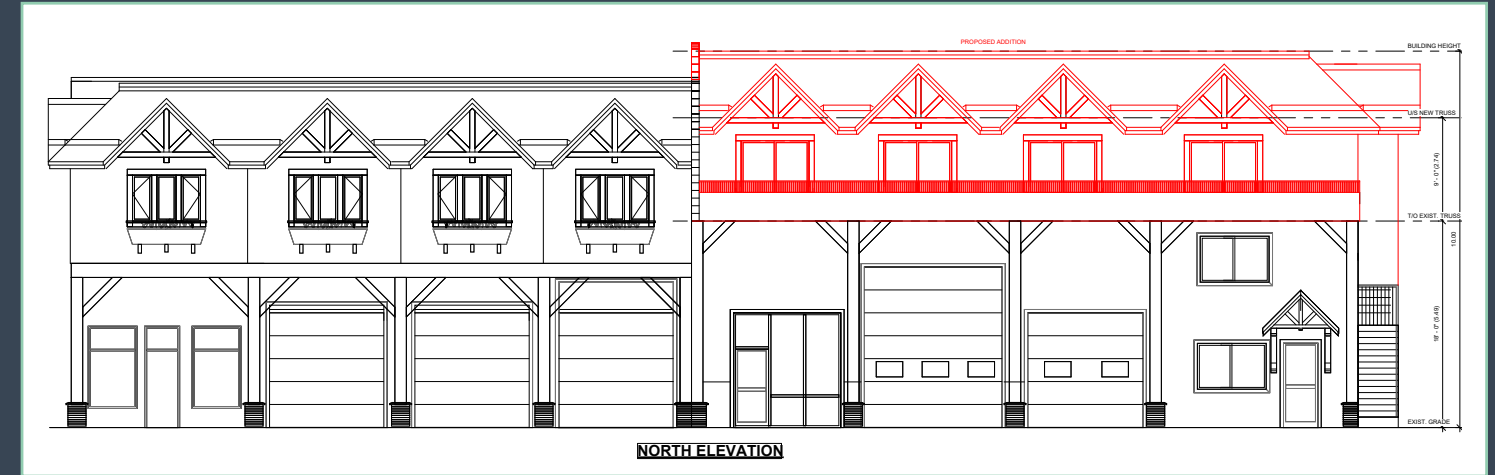 PROPOSED ADDITION
BUILDING HEIGHT
U/S NEW TRUSS
9' - 0" (2.74)
T/O EXIST. TRUSS
10.00
18' - 0" (5.49)
EXIST. GRADE
NORTH ELEVATION